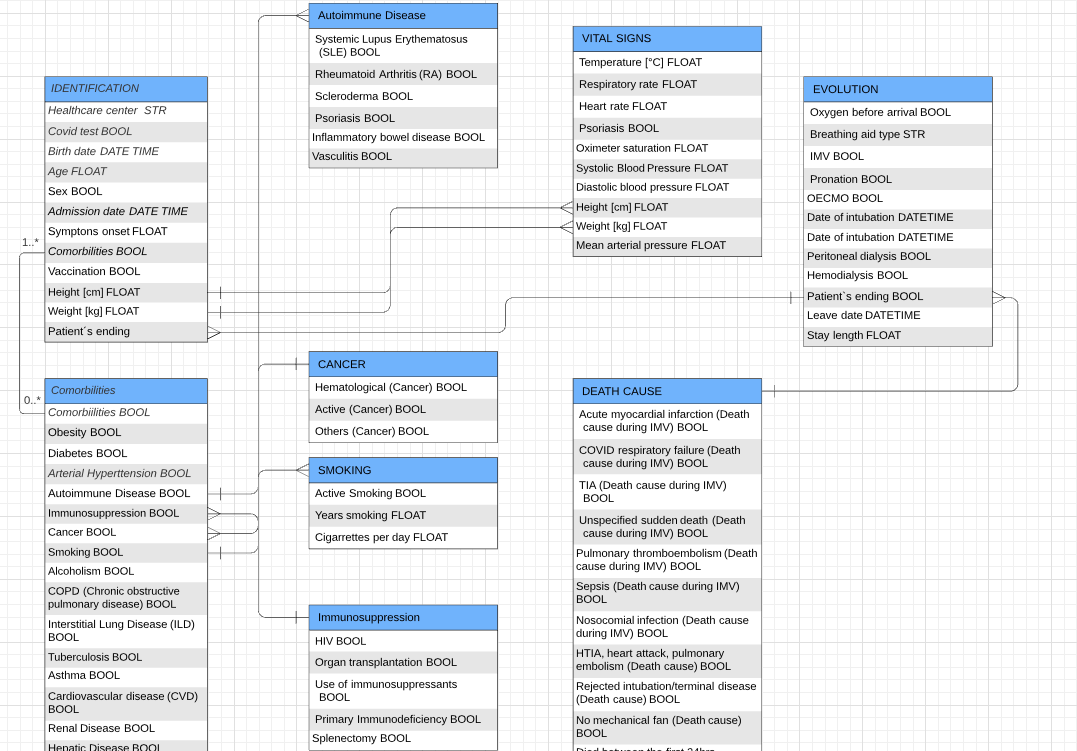 IDENTIFICATION
Healthcare center STR
Covid test BOOL
Birth date DATE TIME
Age FLOAT
Sex BOOL
Admission date DATE TIME
Symptons onset FLOAT
Comorbilities BOOL
Vaccination BOOL
Height [cm] FLOAT
Weight [kg] FLOAT
Patient´s ending
1..*
0..*
Comorbilities
Comorbiilities BOOL
Obesity BOOL
Diabetes BOOL
Arterial Hyperttension BOOL
Autoimmune Disease BOOL
Immunosuppression BOOL
Cancer BOOL
Smoking BOOL
Alcoholism BOOL
COPD (Chronic obstructive
pulmonary disease) BOOL
Interstitial Lung Disease (ILD)
BOOL
Tuberculosis BOOL
Asthma BOOL
Cardiovascular disease (CVD)
BOOL
Renal Disease BOOL
Hepatic Disease BOOL
Autoimmune Disease
Systemic Lupus Erythematosus
(SLE) BOOL
Rheumatoid Arthritis (RA) BOOL
Scleroderma BOOL
Psoriasis BOOL
Inflammatory bowel disease BOOL
Vasculitis BOOL
CANCER
Hematological (Cancer) BOOL
Active (Cancer) BOOL
Others (Cancer) BOOL
SMOKING
Active Smoking BOOL
Years smoking FLOAT
Cigarrettes per day FLOAT
Immunosuppression
HIV BOOL
Organ transplantation BOOL
Use of immunosuppressants
BOOL
Primary Immunodeficiency BOOL
Splenectomy BOOL
VITAL SIGNS
Temperature [°C] FLOAT
Respiratory rate FLOAT
Heart rate FLOAT
Psoriasis BOOL
Oximeter saturation FLOAT
Systolic Blood Pressure FLOAT
Diastolic blood pressure FLOAT
Height [cm] FLOAT
Weight [kg] FLOAT
Mean arterial pressure FLOAT
DEATH CAUSE
Acute myocardial infarction (Death
cause during IMV) BOOL
COVID respiratory failure (Death
cause during IMV) BOOL
TIA (Death cause during IMV)
BOOL
Unspecified sudden death (Death
cause during IMV) BOOL
Pulmonary thromboembolism (Death
cause during IMV) BOOL
Sepsis (Death cause during IMV)
BOOL
Nosocomial infection (Death cause
during IMV) BOOL
HTIA, heart attack, pulmonary
embolism (Death cause) BOOL
Rejected intubation/terminal disease
(Death cause) BOOL
No mechanical fan (Death cause)
BOOL
Died between the first 24hrs
EVOLUTION
Oxygen before arrival BOOL
Breathing aid type STR
IMV BOOL
Pronation BOOL
OECMO BOOL
Date of intubation DATETIME
Date of intubation DATETIME
Peritoneal dialysis BOOL
Hemodialysis BOOL
Patient`s ending BOOL
Leave date DATETIME
Stay length FLOAT